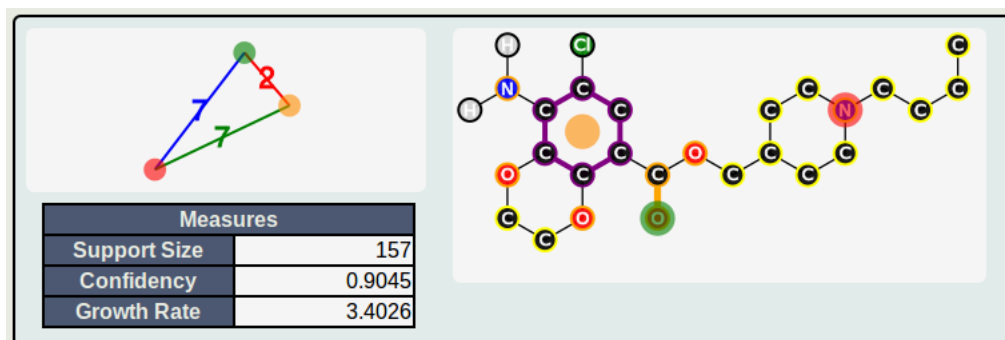 2
7
7
Measures
Support Size 157
Confidency 0.9045
Growth Rate 3.4026
H Cl C
H N C C C C N C C C
C C C C
C C C O C C C
O C C O C C
C O O
C